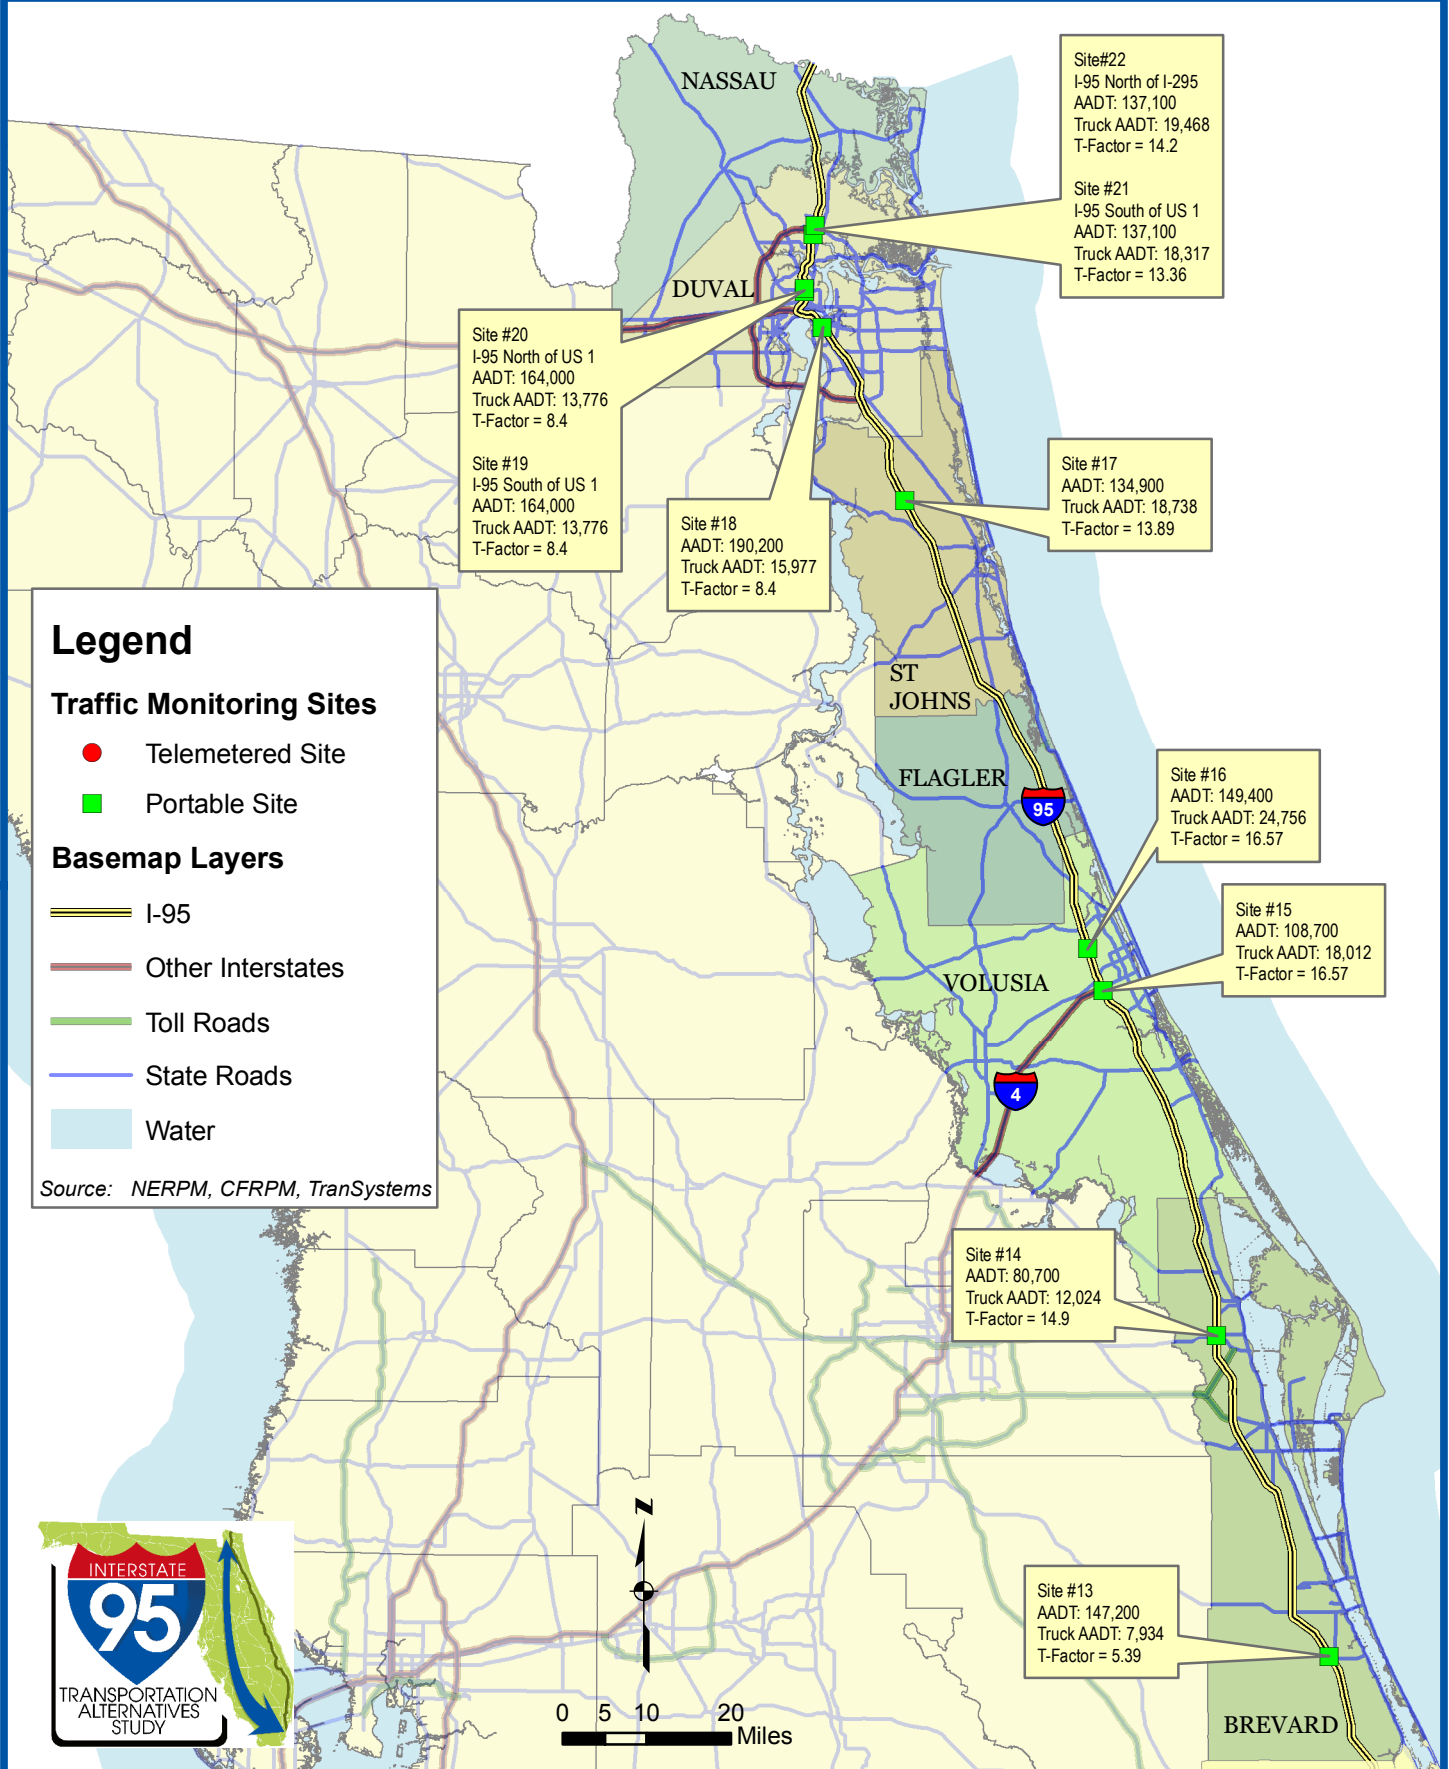 NASSAU
Site#22
I-95 North of I-295
AADT: 137,100
Truck AADT: 19,468
T-Factor = 14.2
Site #21
I-95 South of US 1
AADT: 137,100
Truck AADT: 18,317
T-Factor = 13.36
DUVAL
Site #20
I-95 North of US 1
AADT: 164,000
Truck AADT: 13,776
T-Factor = 8.4
Site #19
I-95 South of US 1
AADT: 164,000
Truck AADT: 13,776
T-Factor = 8.4
Site #18
AADT: 190,200
Truck AADT: 15,977
T-Factor = 8.4
Site #17
AADT: 134,900
Truck AADT: 18,738
T-Factor = 13.89
ST
JOHNS
FLAGLER
95
Site #16
AADT: 149,400
Truck AADT: 24,756
T-Factor = 16.57
Site #15
AADT: 108,700
Truck AADT: 18,012
T-Factor = 16.57
VOLUSIA
4
Legend
Traffic Monitoring Sites
Telemetered Site
Portable Site
Basemap Layers
I-95
Other Interstates
Toll Roads
State Roads
Water
Source: NERPM, CFRPM, TranSystems
Site #14
AADT: 80,700
Truck AADT: 12,024
T-Factor = 14.9
Site #13
AADT: 147,200
Truck AADT: 7,934
T-Factor = 5.39
BREVARD
INTERSTATE
95
TRANSPORTATION
ALTERNATIVES
STUDY
N
0 5 10 20
Miles